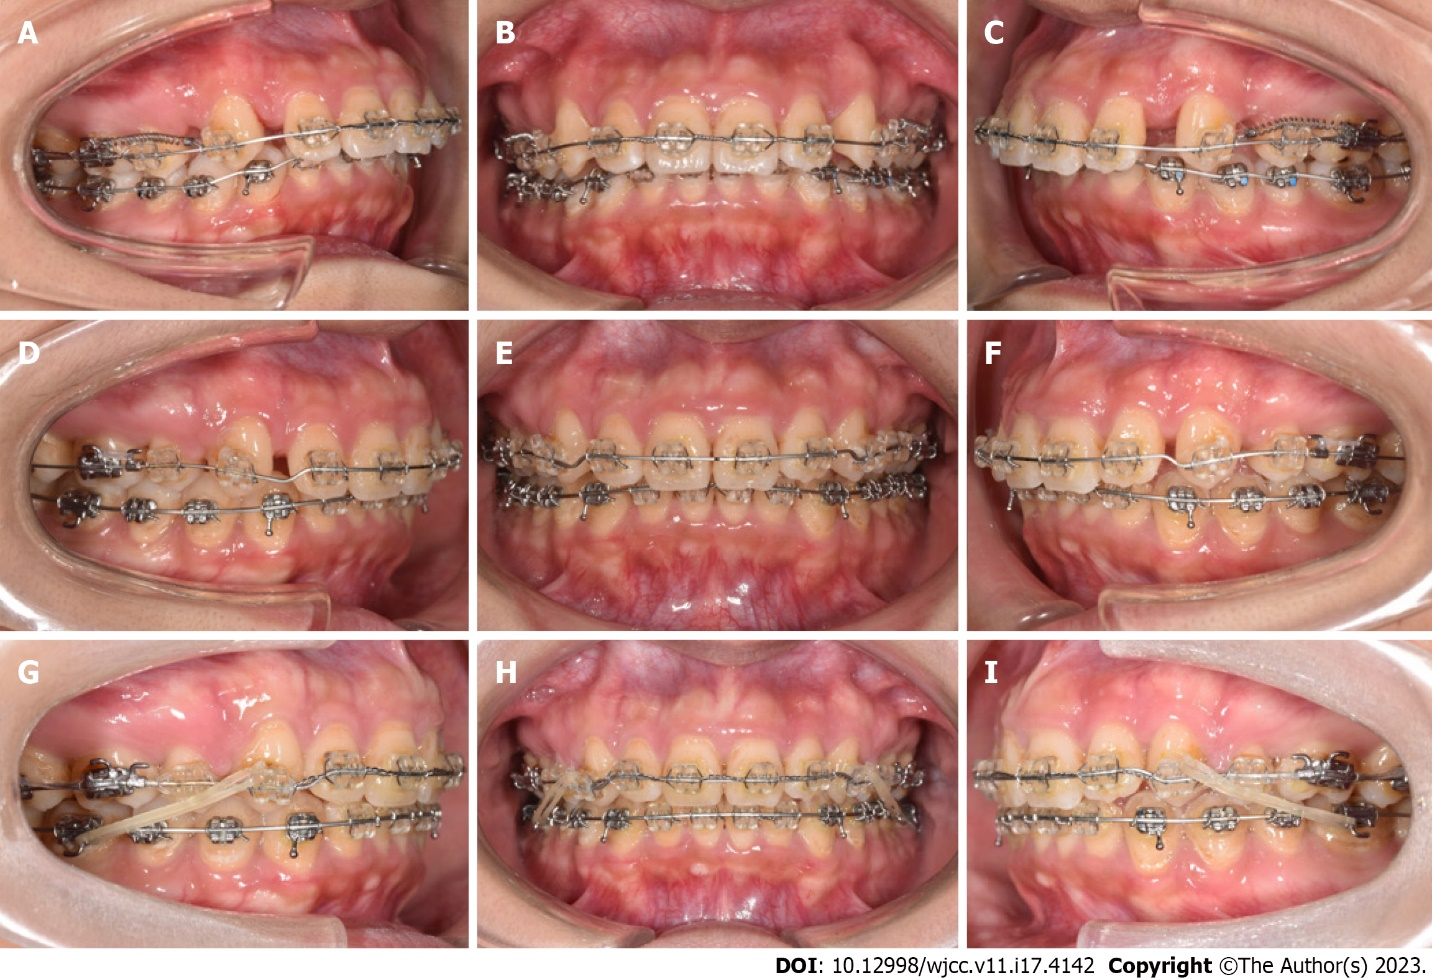 A
B
C
D
E
F
G
H
I
DOI: 10.12998/wjcc.v11.i17.4142 Copyright ©The Author(s) 2023.